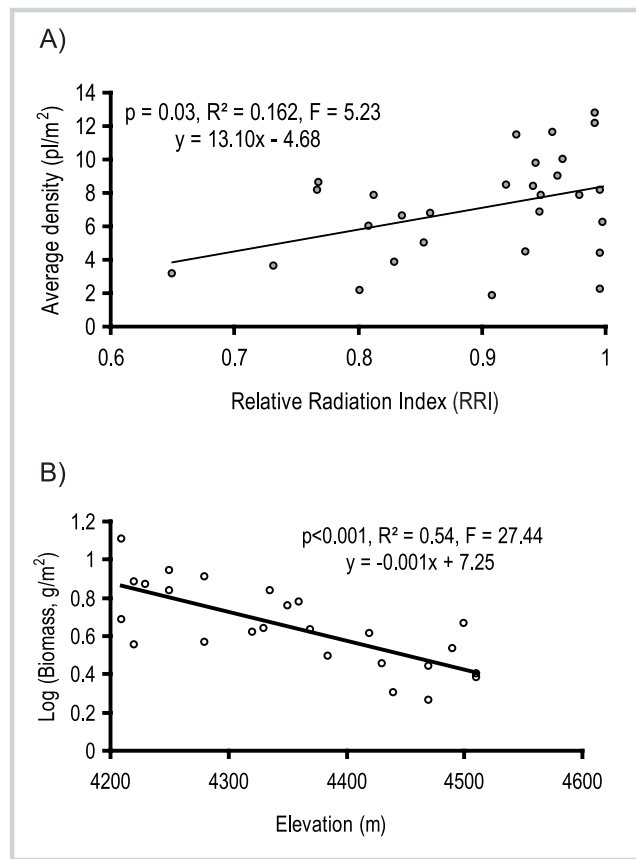 A)
p = 0.03, R² = 0.162, F = 5.23
y = 13.10x - 4.68
Average density (pl/m²)
14
12
10
8
6
4
2
0
0.6 0.7 0.8 0.9 1
Relative Radiation Index (RRI)
B)
p<0.001, R² = 0.54, F = 27.44
y = -0.001x + 7.25
Log (Biomass, g/m²)
1.2
1
0.8
0.6
0.4
0.2
0
4200 4300 4400 4500 4600
Elevation (m)